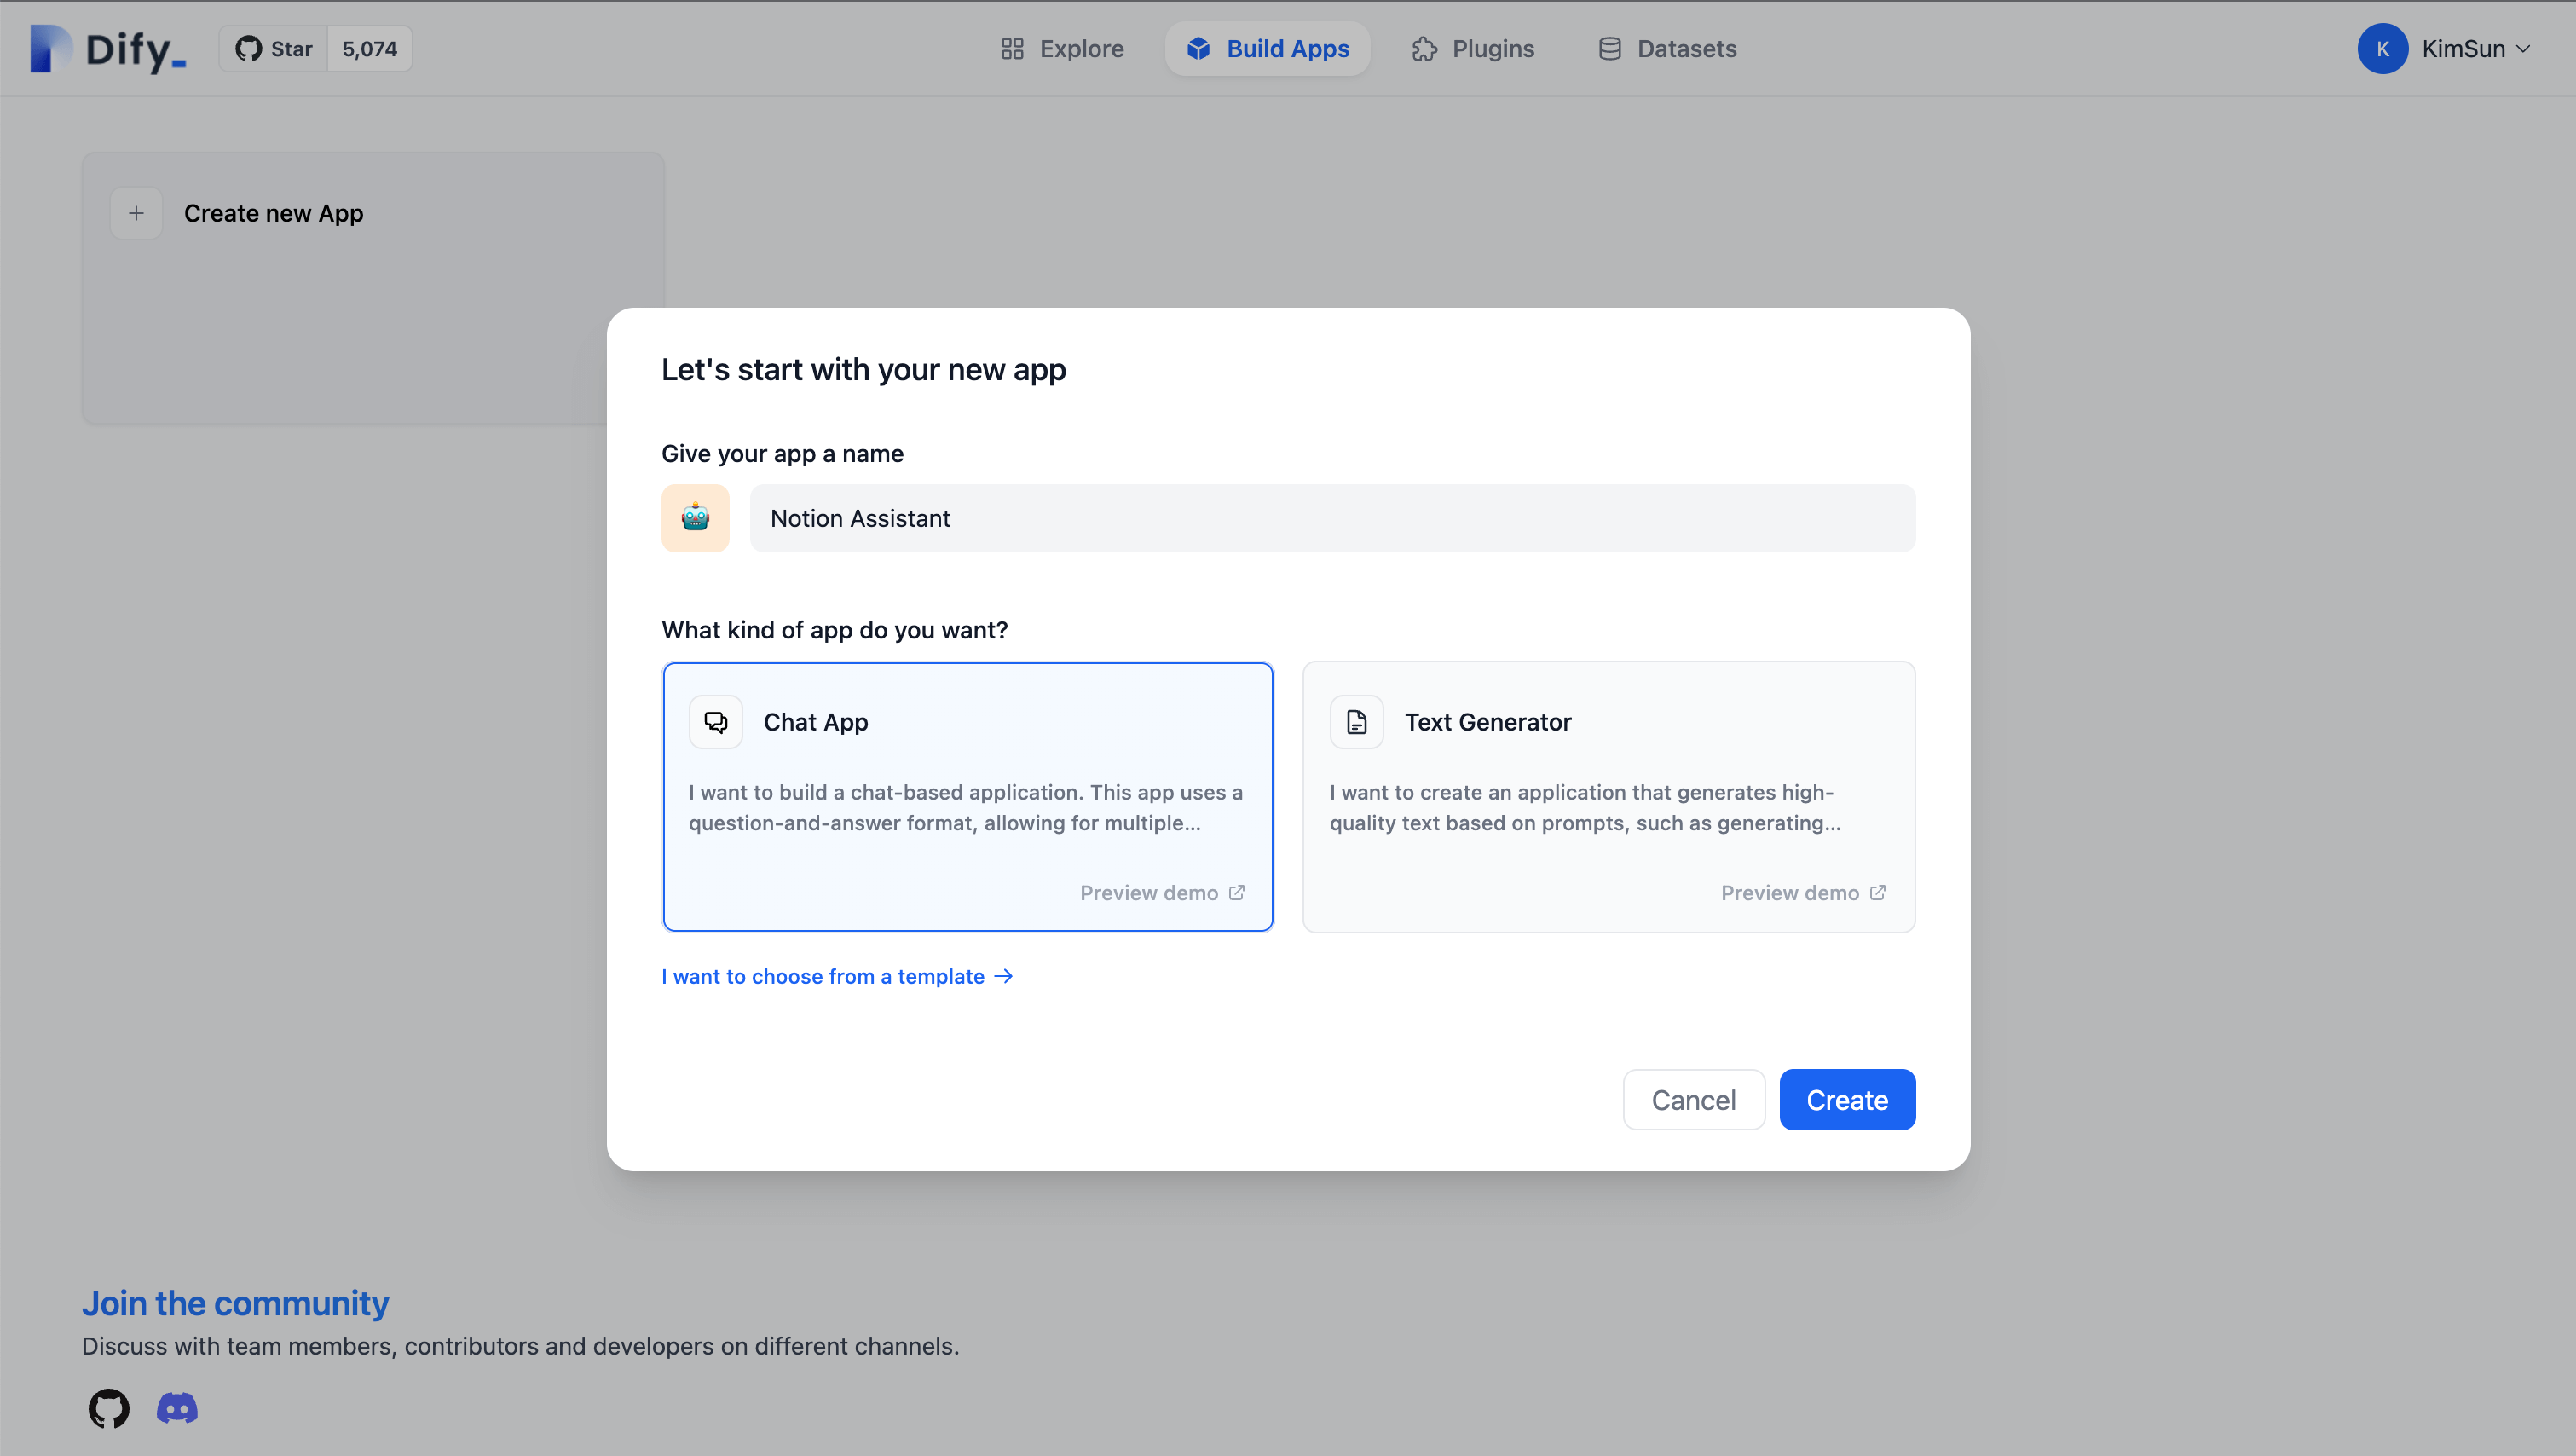 Dify_
Star 5,074
Explore
Build Apps
Plugins
Datasets
K KimSun
Create new App
Let's start with your new app
Give your app a name
Notion Assistant
What kind of app do you want?
Chat App
I want to build a chat-based application. This app uses a
question-and-answer format, allowing for multiple...
Preview demo
Text Generator
I want to create an application that generates high-
quality text based on prompts, such as generating...
Preview demo
I want to choose from a template →
Cancel
Create
Join the community
Discuss with team members, contributors and developers on different channels.